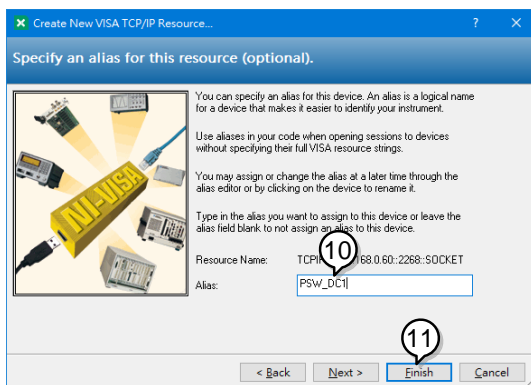 Create New VISA TCP/IP Resource...
Specify an alias for this resource (optional).
You can specify an alias for this device. An alias is a logical name
for a device that makes it easier to identify your instrument.
Use aliases in your code when opening sessions to devices
without specifying their full VISA resource strings.
You may assign or change the alias at a later time through the
alias editor or by clicking on the device to rename it.
Type in the alias you want to assign to this device or leave the
alias field blank to not assign an alias to this device.
NI-VISA
10
Resource Name: 68.0.60::2268::SOCKET
Alias: PSW_DC1
11
< Back Next > Finish Cancel